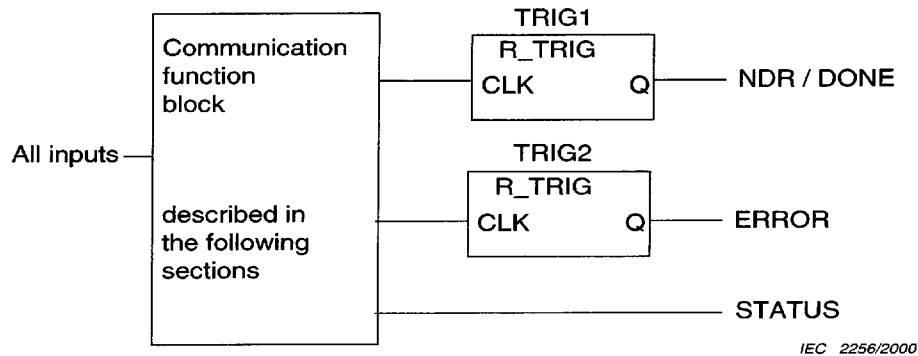 TRIG1
Communication
function
block
R_TRIG
CLK Q
NDR / DONE
All inputs
TRIG2
R_TRIG
CLK Q
ERROR
described in
the following
sections
STATUS
IEC 2256/2000